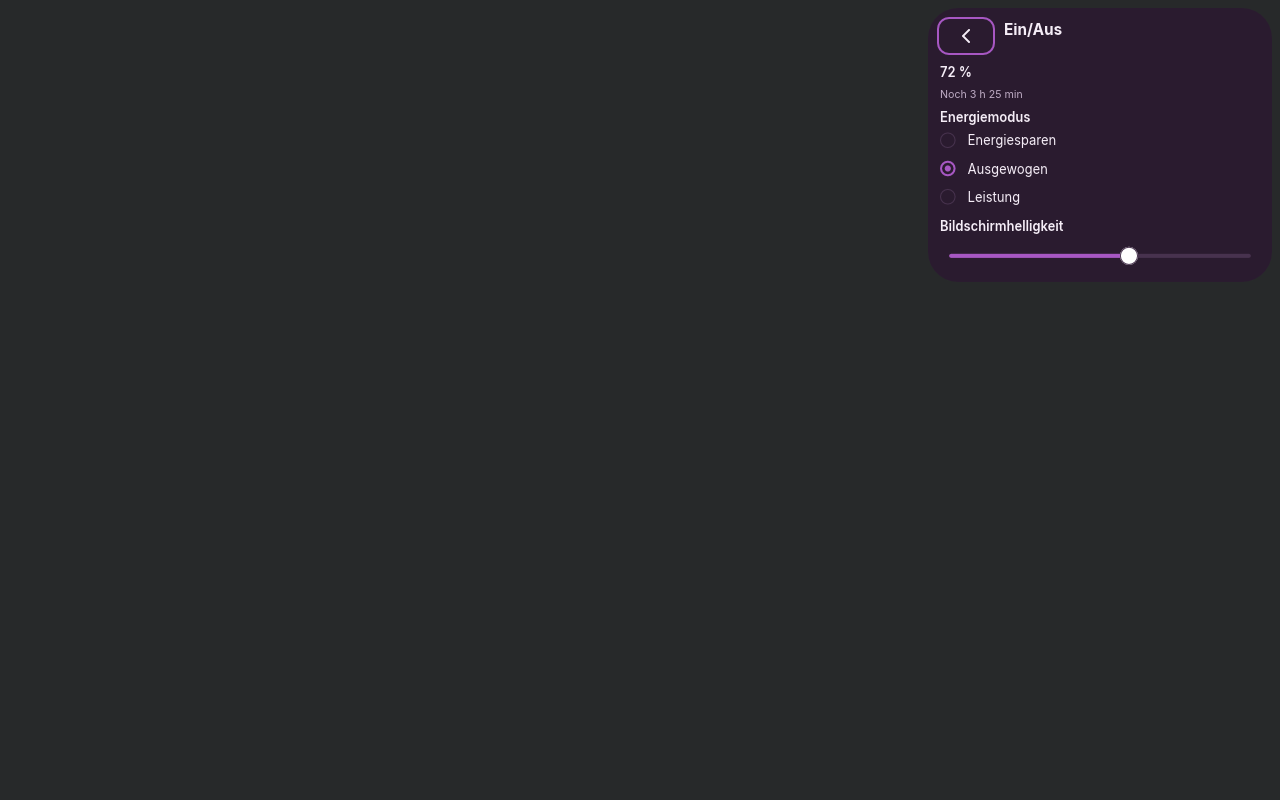 Ein/Aus
72 %
Noch 3 h 25 min
Energiemodus
Energiesparen
Ausgewogen
Leistung
Bildschirmhelligkeit